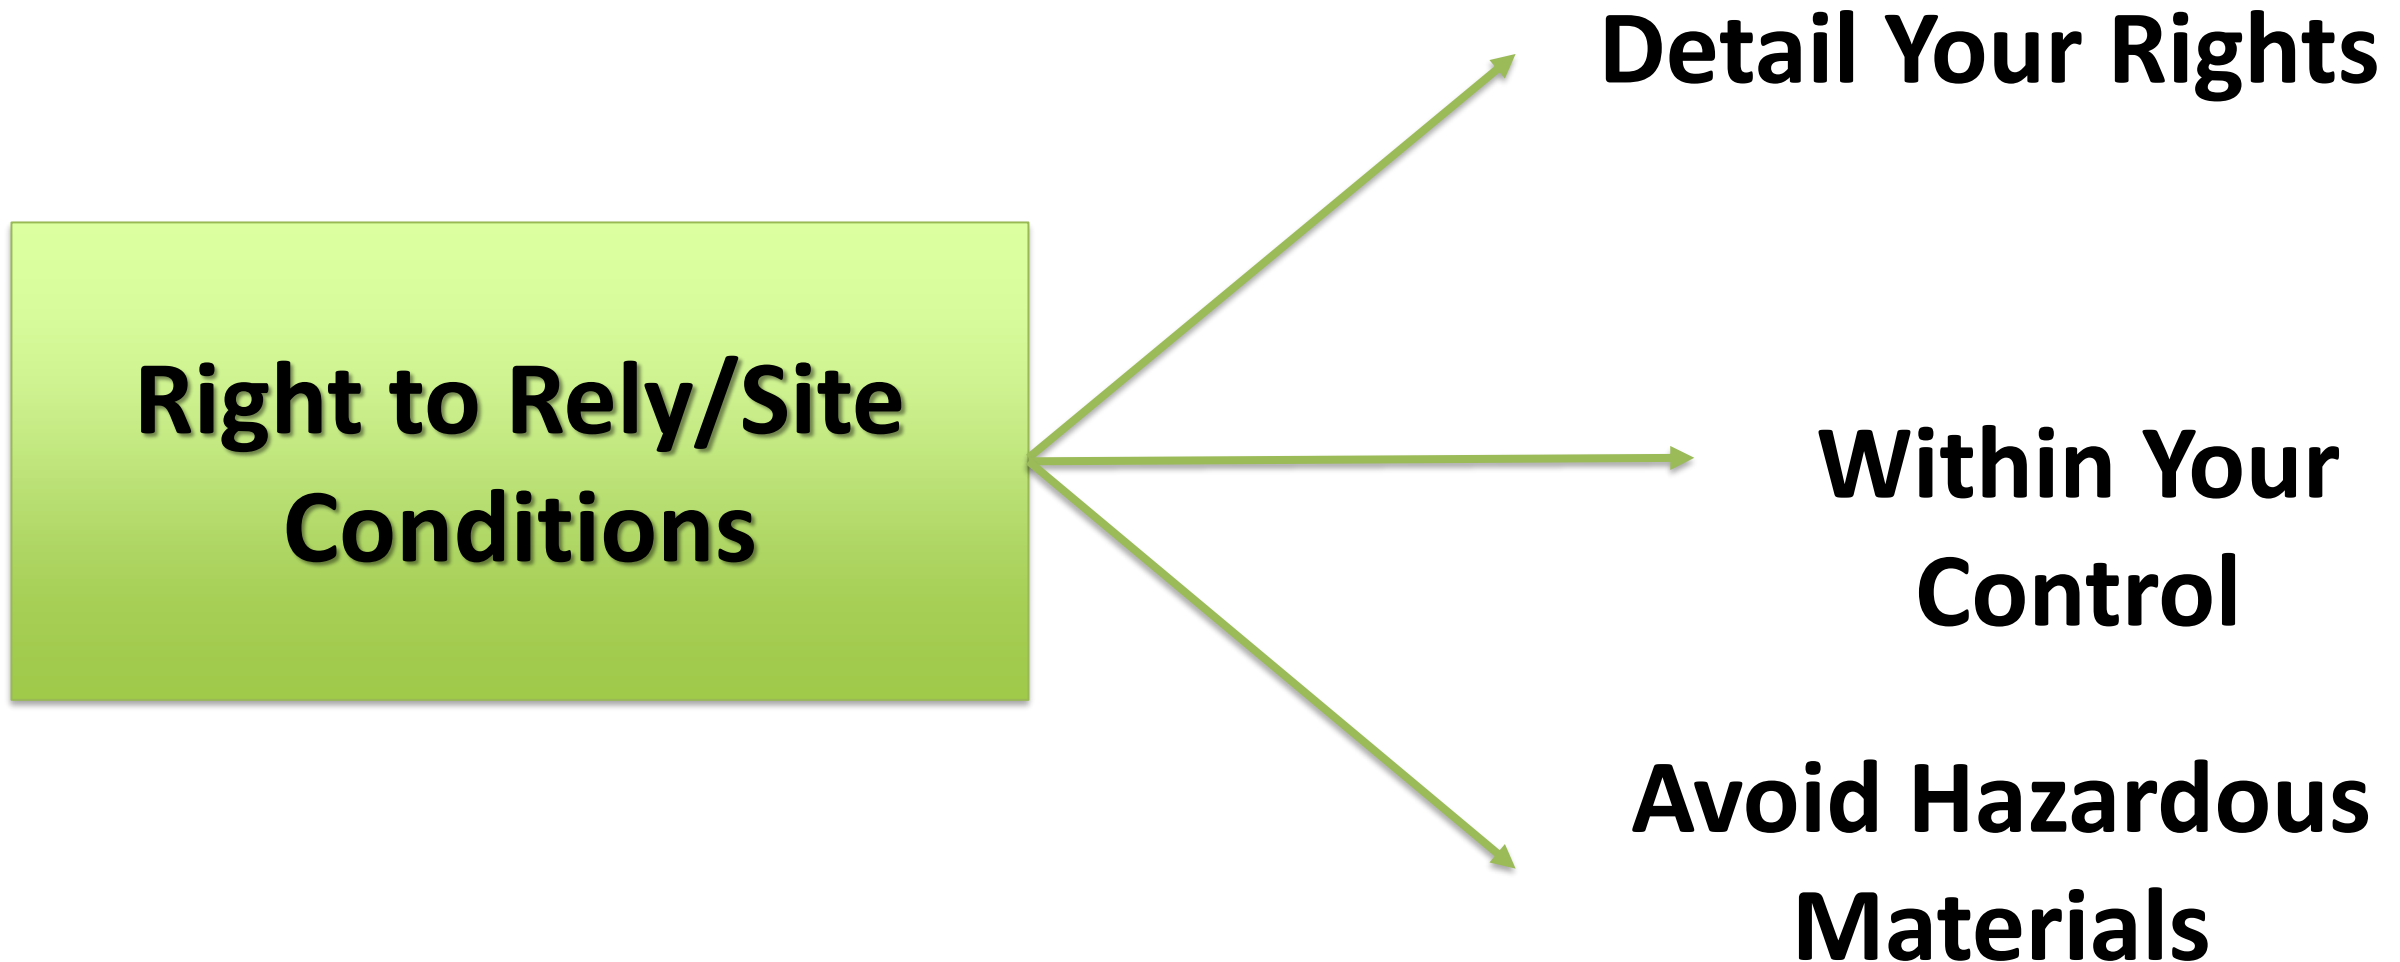 Detail Your Rights
Right to Rely/Site
Conditions
Within Your
Control
Avoid Hazardous
Materials